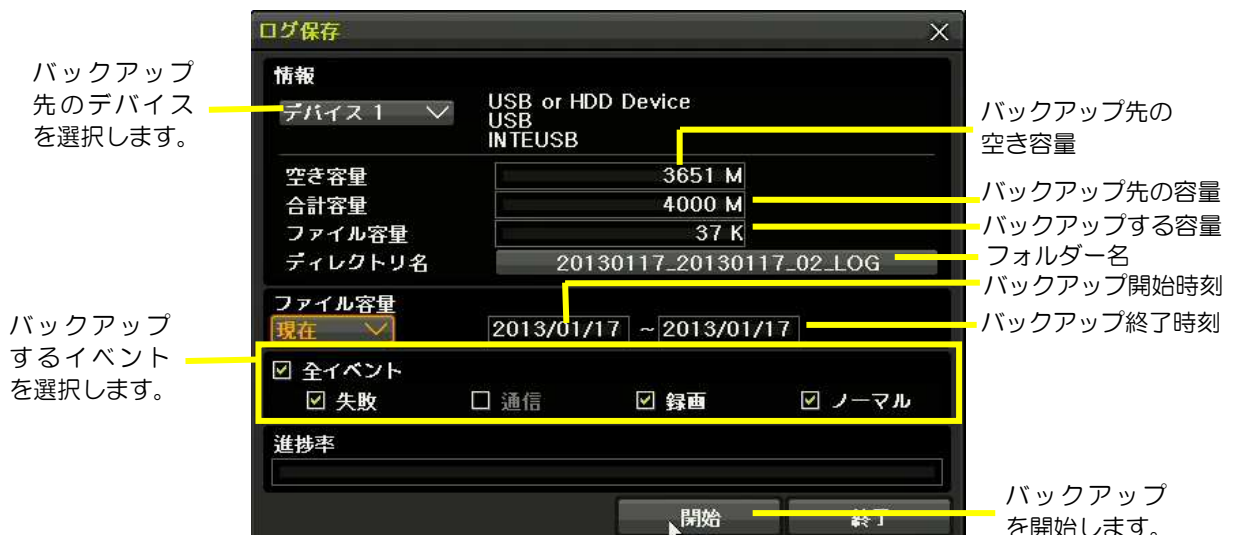 ログ保存
バックアップ
先のデバイス
を選択します。
情報
デバイス 1
USB or HDD Device
USB
INTEUSB
バックアップ先の
空き容量
空き容量 3651 M
合計容量 4000 M
バックアップ先の容量
ファイル容量 37 K
バックアップする容量
ディレクトリ名 20130117_20130117_02_LOG
フォルダー名
バックアップ開始時刻
ファイル容量
現在 2013/01/17 ~ 2013/01/17
バックアップ終了時刻
バックアップ
するイベント
を選択します。
全イベント
失敗 通信 録画 ノーマル
進捗率
開始 終了
バックアップ
を開始します。